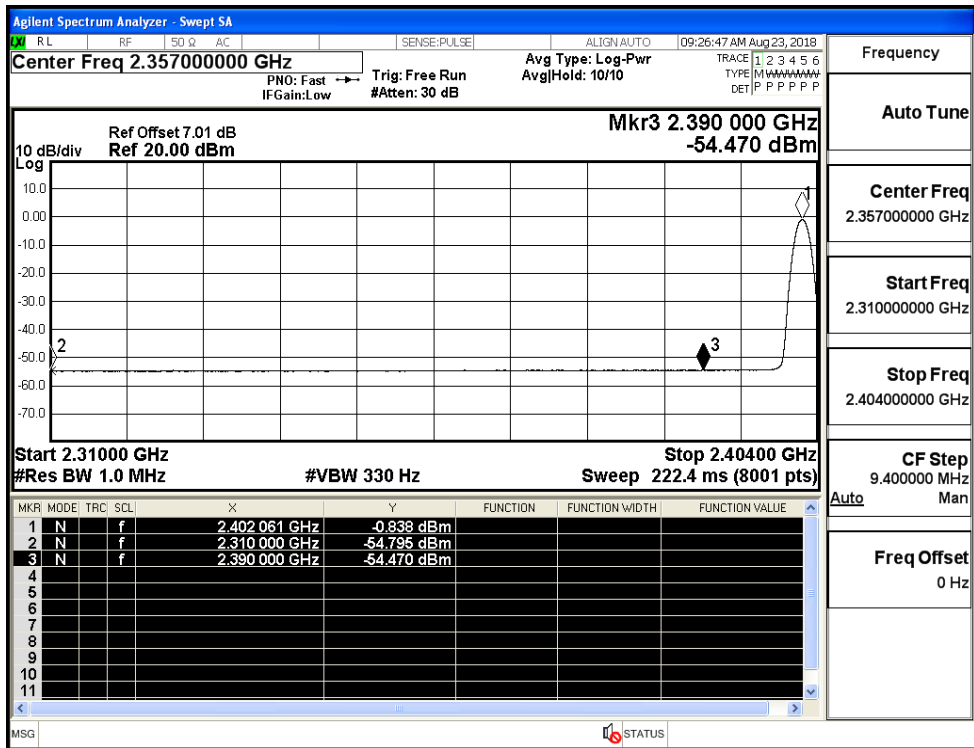 Agilent Spectrum Analyzer - Swept SA
LXI RL RF 50 Ω AC SENSE:PULSE ALIGN AUTO 09:26:47 AM Aug 23, 2018
Center Freq 2.357000000 GHz
PNO: Fast
IFGain:Low
Trig: Free Run
#Atten: 30 dB
Avg Type: Log-Pwr
Avg|Hold: 10/10
TRACE 1 2 3 4 5 6
TYPE M WWWWW
DET P P P P P P
Ref Offset 7.01 dB
10 dB/div Ref 20.00 dBm
Log
Mkr3 2.390 000 GHz
-54.470 dBm
10.0
0.00
-10.0
-20.0
-30.0
-40.0
-50.0
-60.0
-70.0
1
2
3
Start 2.31000 GHz Stop 2.40400 GHz
#Res BW 1.0 MHz #VBW 330 Hz Sweep 222.4 ms (8001 pts)
MKR MODE TRC SCL X Y FUNCTION FUNCTION WIDTH FUNCTION VALUE
1 N f 2.402 061 GHz -0.838 dBm
2 N f 2.310 000 GHz -54.795 dBm
3 N f 2.390 000 GHz -54.470 dBm
4
5
6
7
8
9
10
11
MSG STATUS
Frequency
Auto Tune
Center Freq
2.357000000 GHz
Start Freq
2.310000000 GHz
Stop Freq
2.404000000 GHz
CF Step
9.400000 MHz
Auto Man
Freq Offset
0 Hz